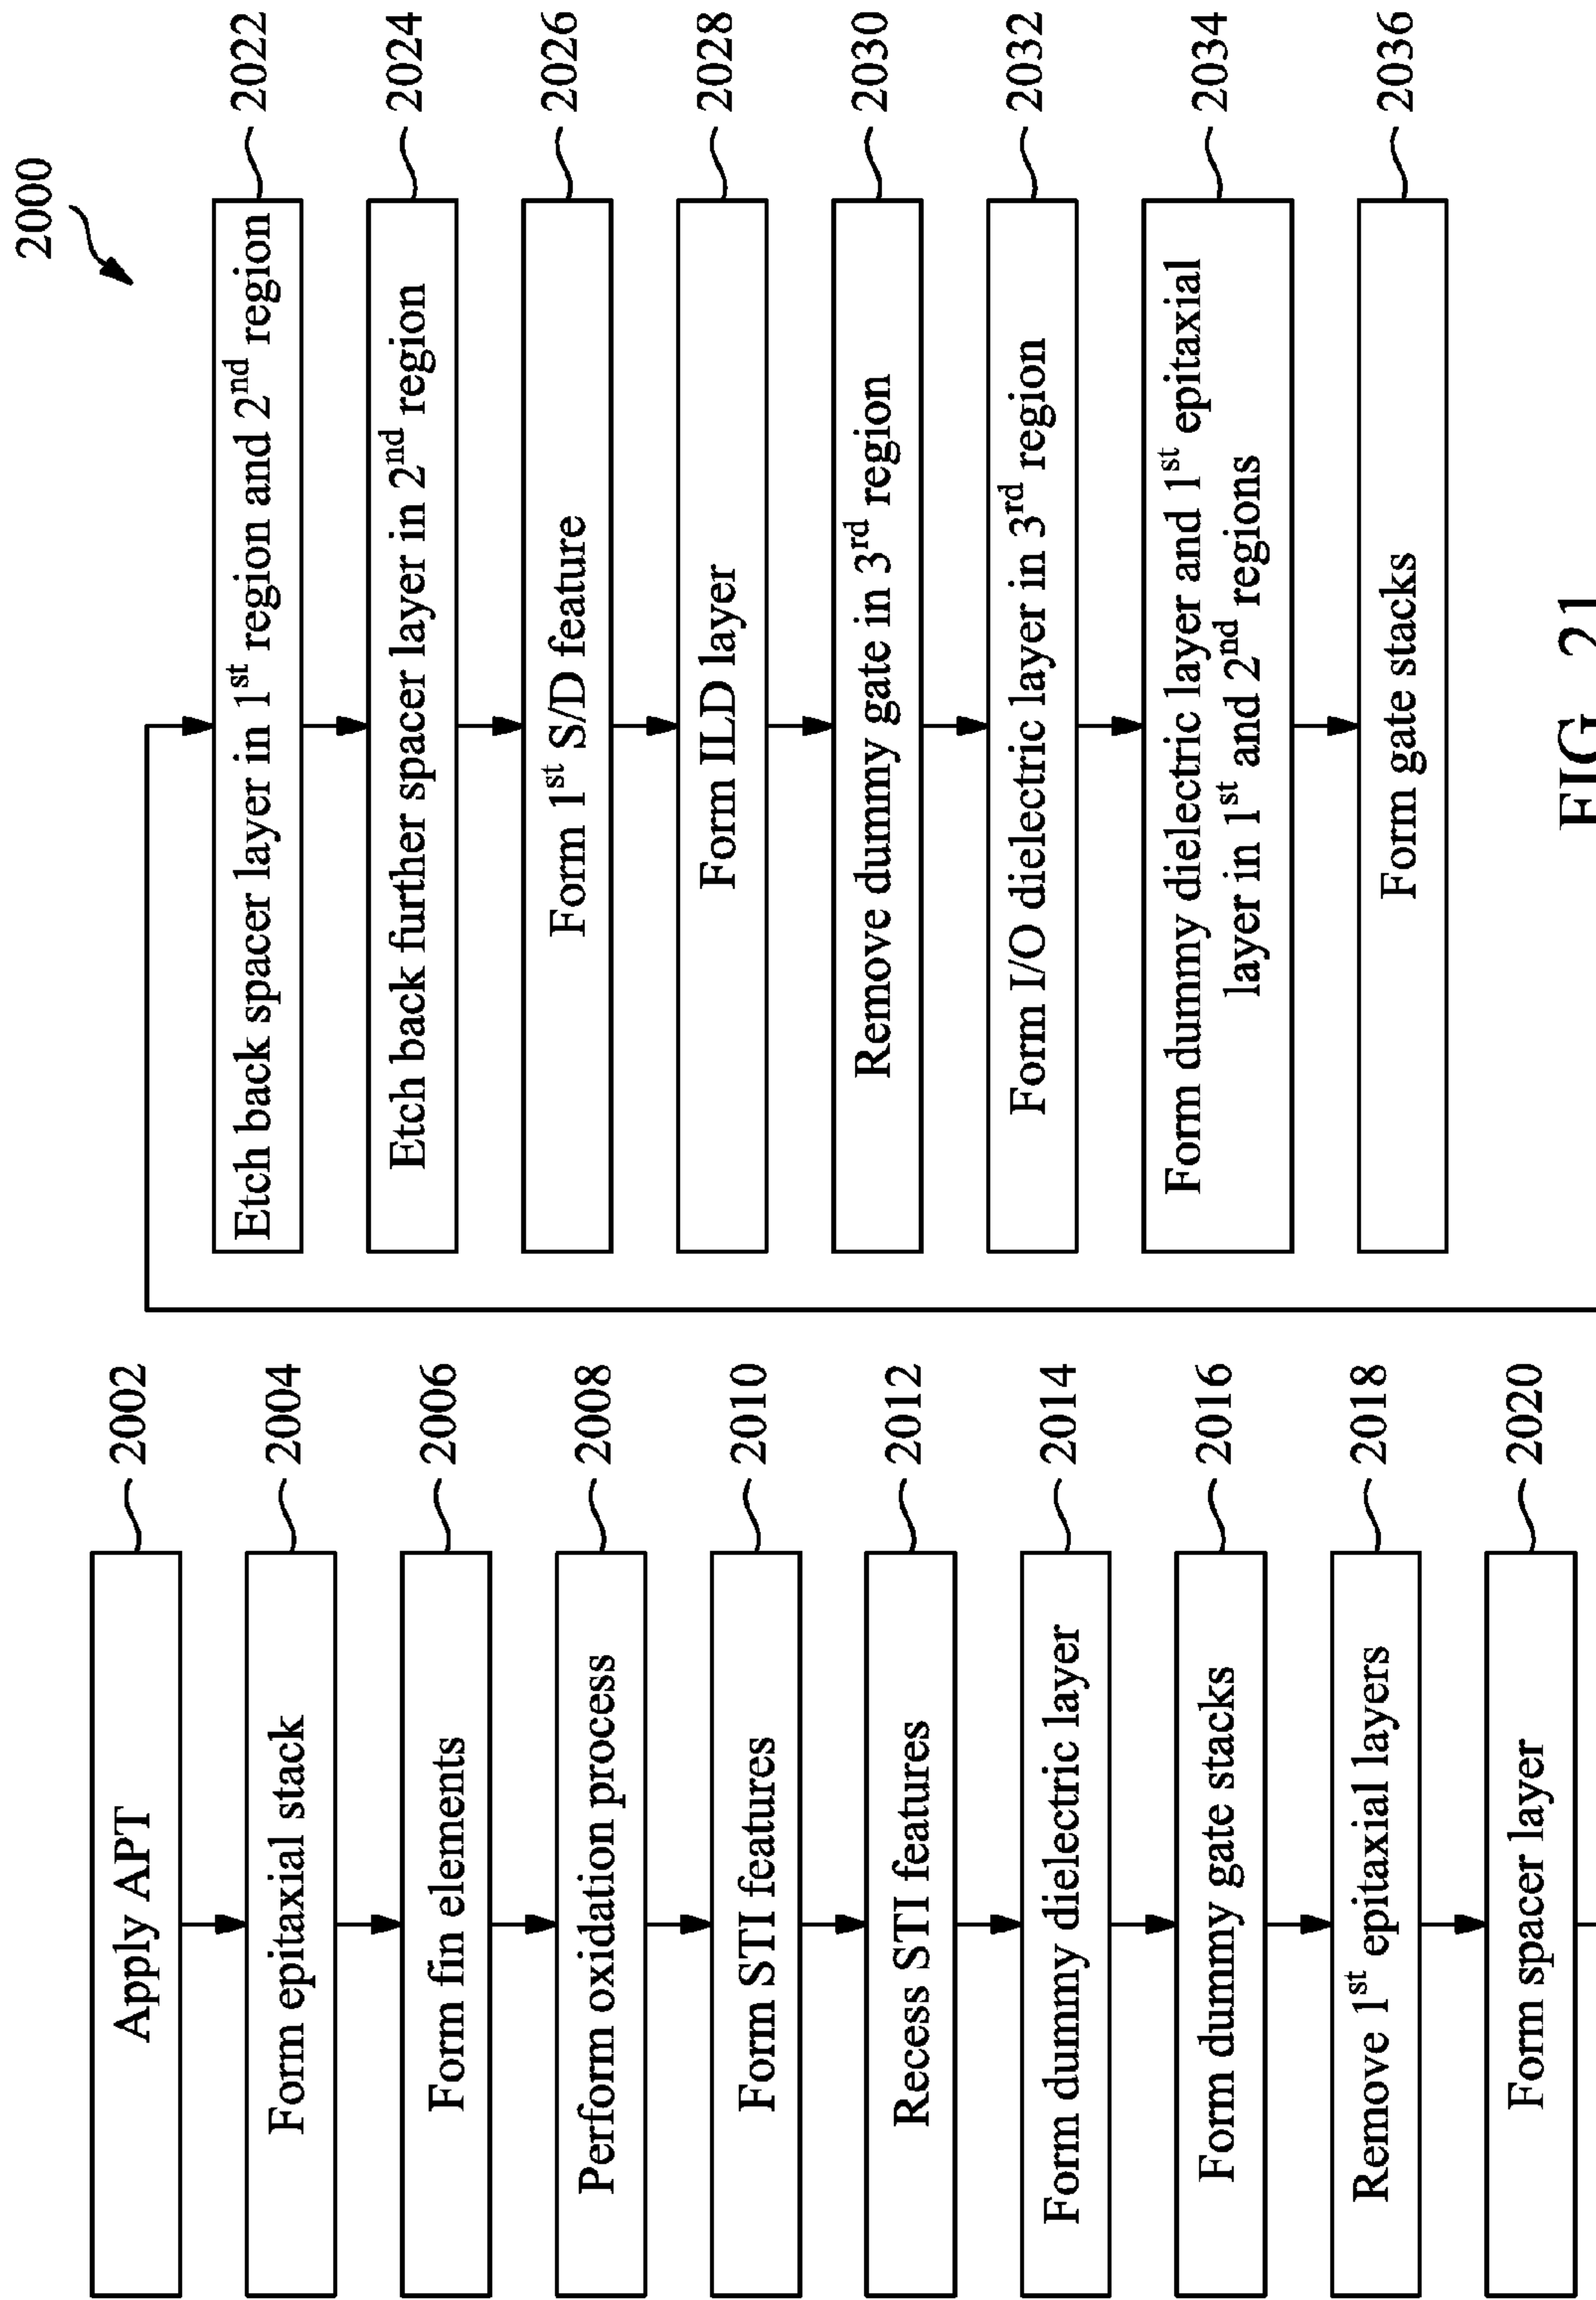 2000
Apply APT
2002
Form epitaxial stack
2004
Form fin elements
2006
Perform oxidation process
2008
Form STI features
2010
Recess STI features
2012
Form dummy dielectric layer
2014
Form dummy gate stacks
2016
Remove 1st epitaxial layers
2018
Form spacer layer
2020
Etch back spacer layer in 1st region and 2nd region
2022
Etch back further spacer layer in 2nd region
2024
Form 1st S/D feature
2026
Form ILD layer
2028
Remove dummy gate in 3rd region
2030
Form I/O dielectric layer in 3rd region
2032
Form dummy dielectric layer and 1st epitaxial
layer in 1st and 2nd regions
2034
Form gate stacks
2036
FIG. 21